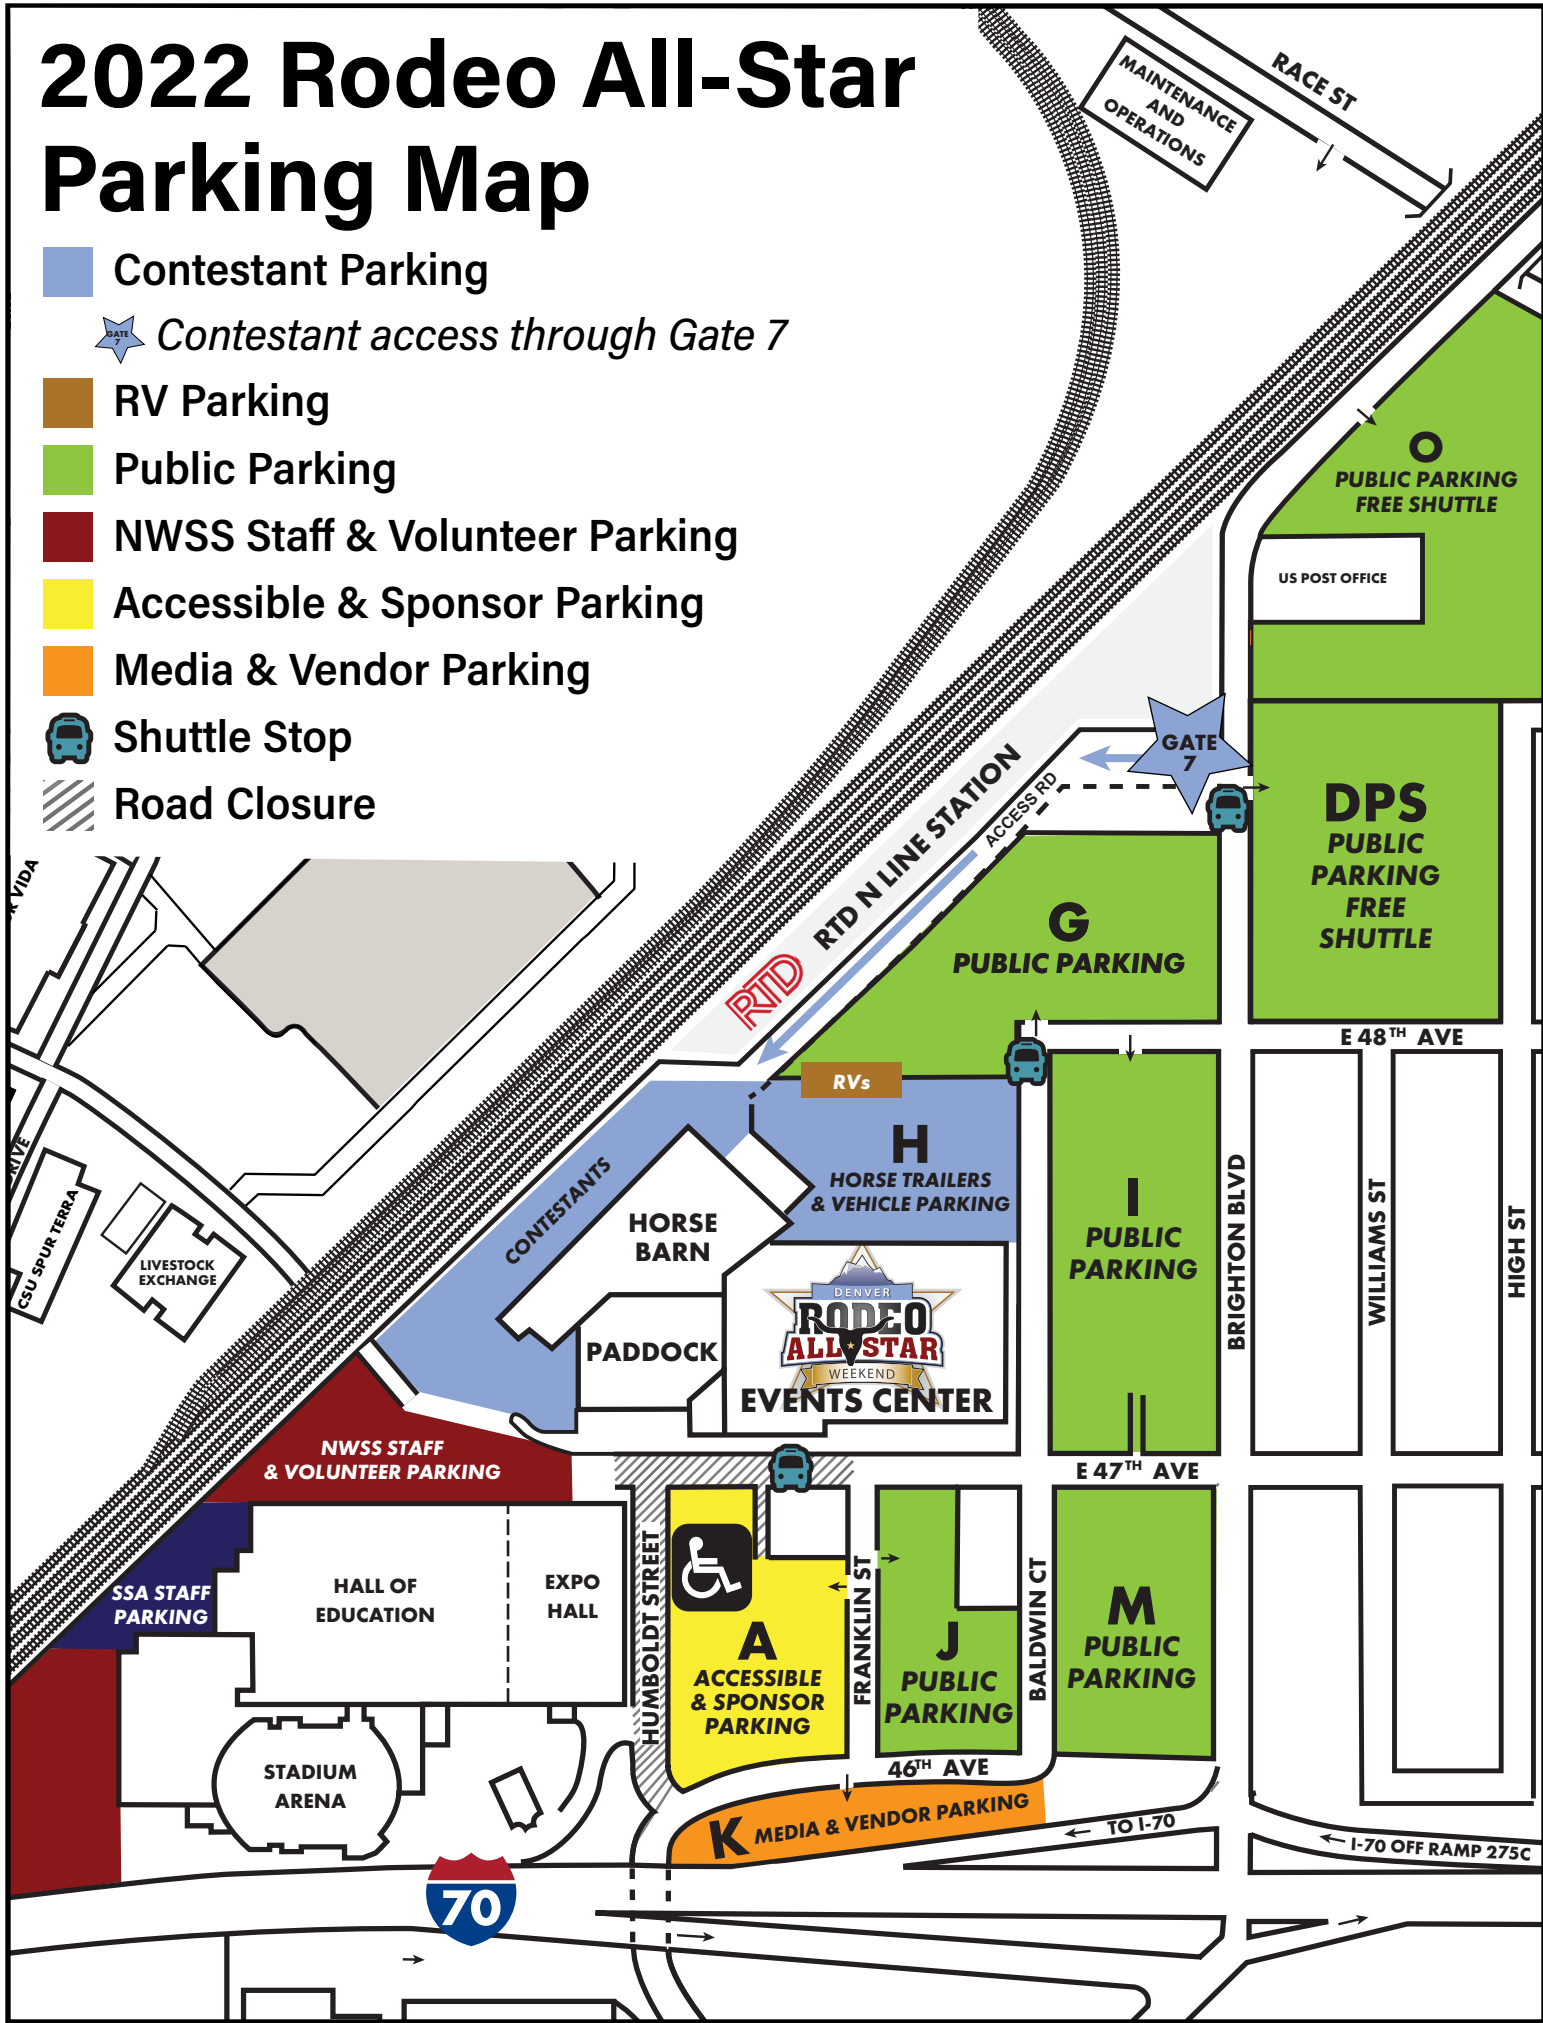 2022 Rodeo All-Star
Parking Map
Contestant Parking
GATE
7
Contestant access through Gate 7
RV Parking
Public Parking
NWSS Staff & Volunteer Parking
Accessible & Sponsor Parking
Media & Vendor Parking
Shuttle Stop
Road Closure
RACE ST
MAINTENANCE
AND
OPERATIONS
O
PUBLIC PARKING
FREE SHUTTLE
US POST OFFICE
GATE
7
DPS
PUBLIC
PARKING
FREE
SHUTTLE
ACCESS RD
RTD N LINE STATION
RTD
G
PUBLIC PARKING
E 48TH AVE
RVs
H
HORSE TRAILERS
& VEHICLE PARKING
CONTESTANTS
HORSE
BARN
PADDOCK
DENVER
RODEO
ALL STAR
WEEKEND
EVENTS CENTER
I
PUBLIC
PARKING
BRIGHTON BLVD
WILLIAMS ST
HIGH ST
VIDA
CSU SPUR TERRA
LIVESTOCK
EXCHANGE
NWSS STAFF
& VOLUNTEER PARKING
E 47TH AVE
SSA STAFF
PARKING
HALL OF
EDUCATION
EXPO
HALL
HUMBOLDT STREET
A
ACCESSIBLE
& SPONSOR
PARKING
FRANKLIN ST
J
PUBLIC
PARKING
BALDWIN CT
M
PUBLIC
PARKING
STADIUM
ARENA
46TH AVE
K MEDIA & VENDOR PARKING
TO I-70
I-70 OFF RAMP 275C
70